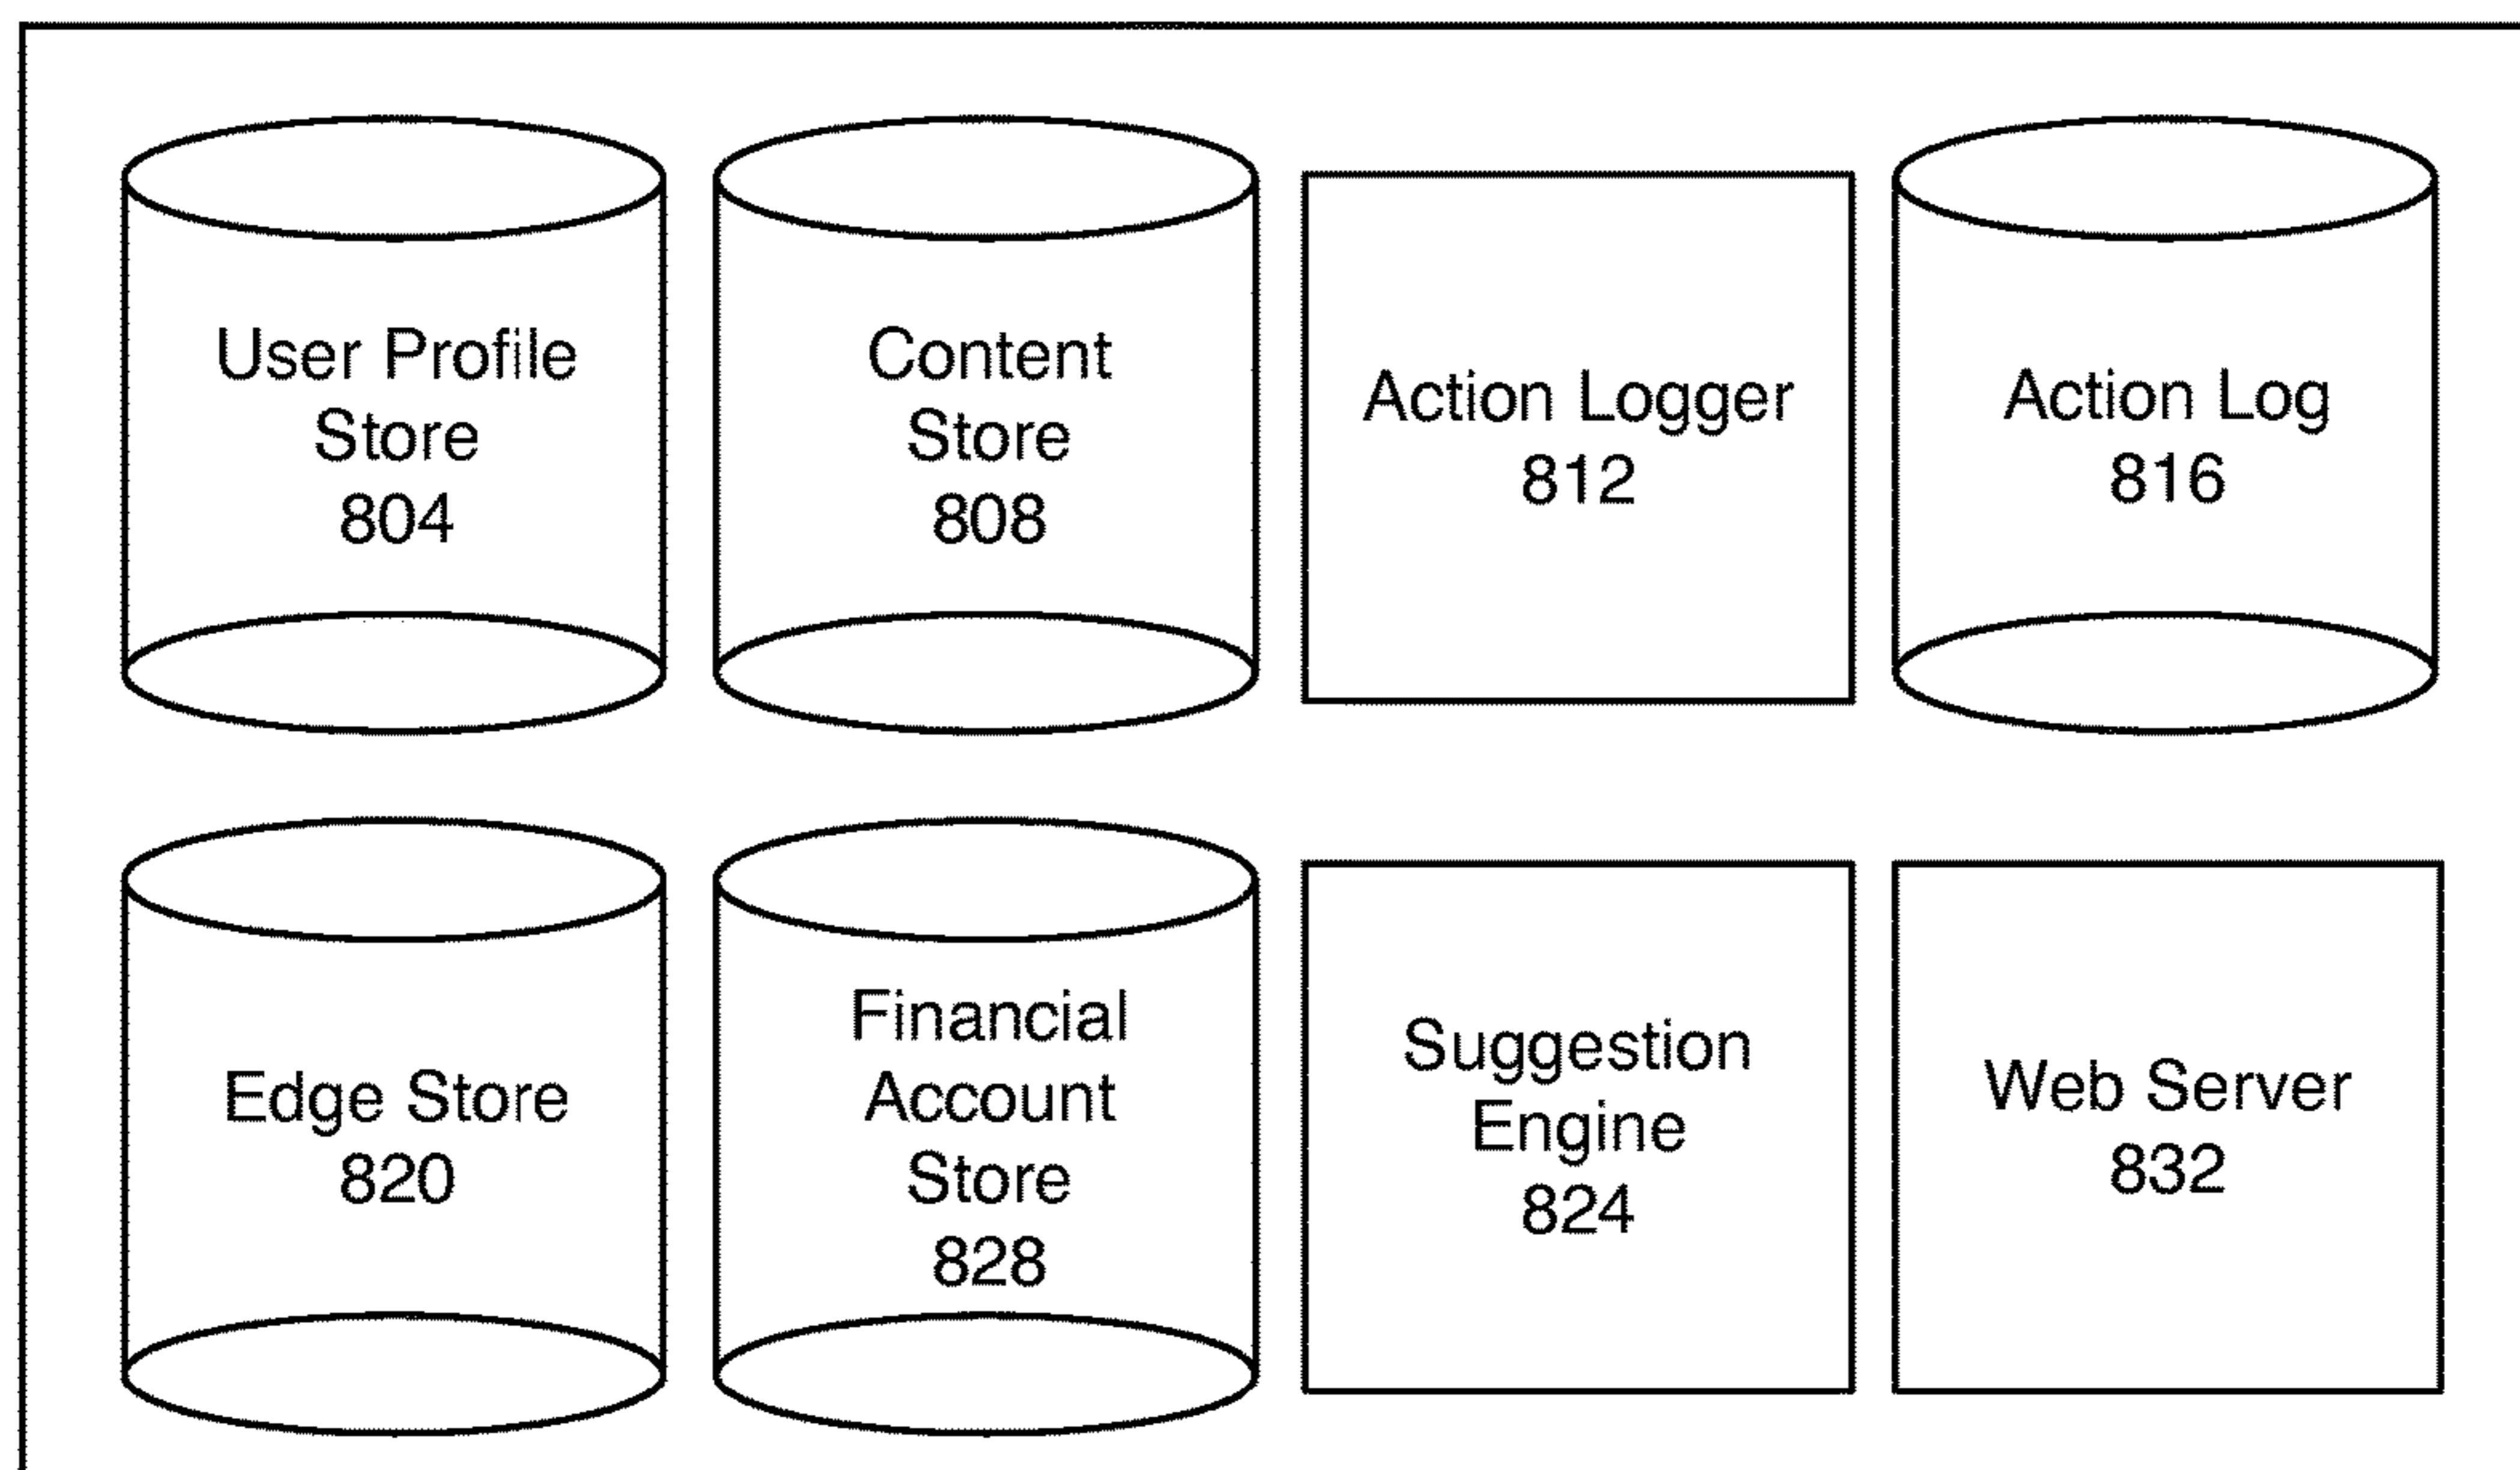 User Profile
Store
804
Content
Store
808
Action Logger
812
Action Log
816
Edge Store
820
Financial
Account
Store
828
Suggestion
Engine
824
Web Server
832